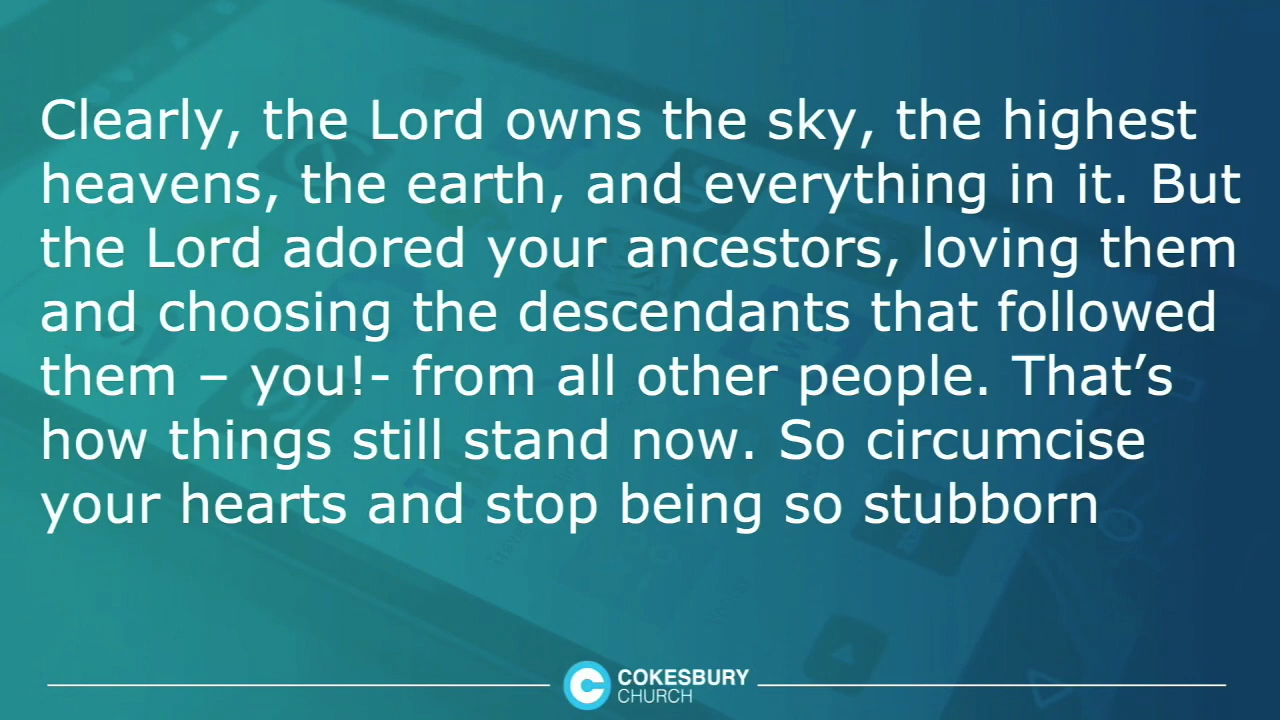 Clearly, the Lord owns the sky, the highest
heavens, the earth, and everything in it. But
the Lord adored your ancestors, loving them
and choosing the descendants that followed
them – you!- from all other people. That’s
how things still stand now. So circumcise
your hearts and stop being so stubborn
COKESBURY
CHURCH